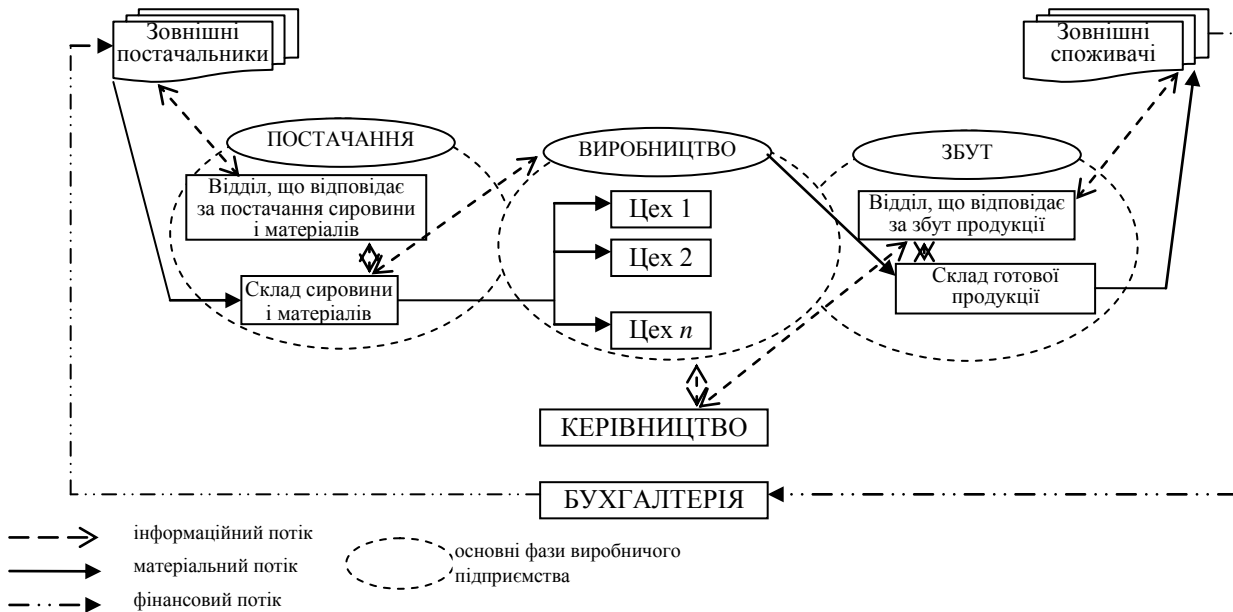 Зовнішні
постачальники
Зовнішні
споживачі
ПОСТАЧАННЯ
ВИРОБНИЦТВО
ЗБУТ
Відділ, що відповідає
за постачання сировини
і матеріалів
Цех 1
Відділ, що відповідає
за збут продукції
Цех 2
Склад сировини
і матеріалів
Склад готової
продукції
Цех n
КЕРІВНИЦТВО
БУХГАЛТЕРІЯ
інформаційний потік
матеріальний потік
фінансовий потік
основні фази виробничого
підприємства